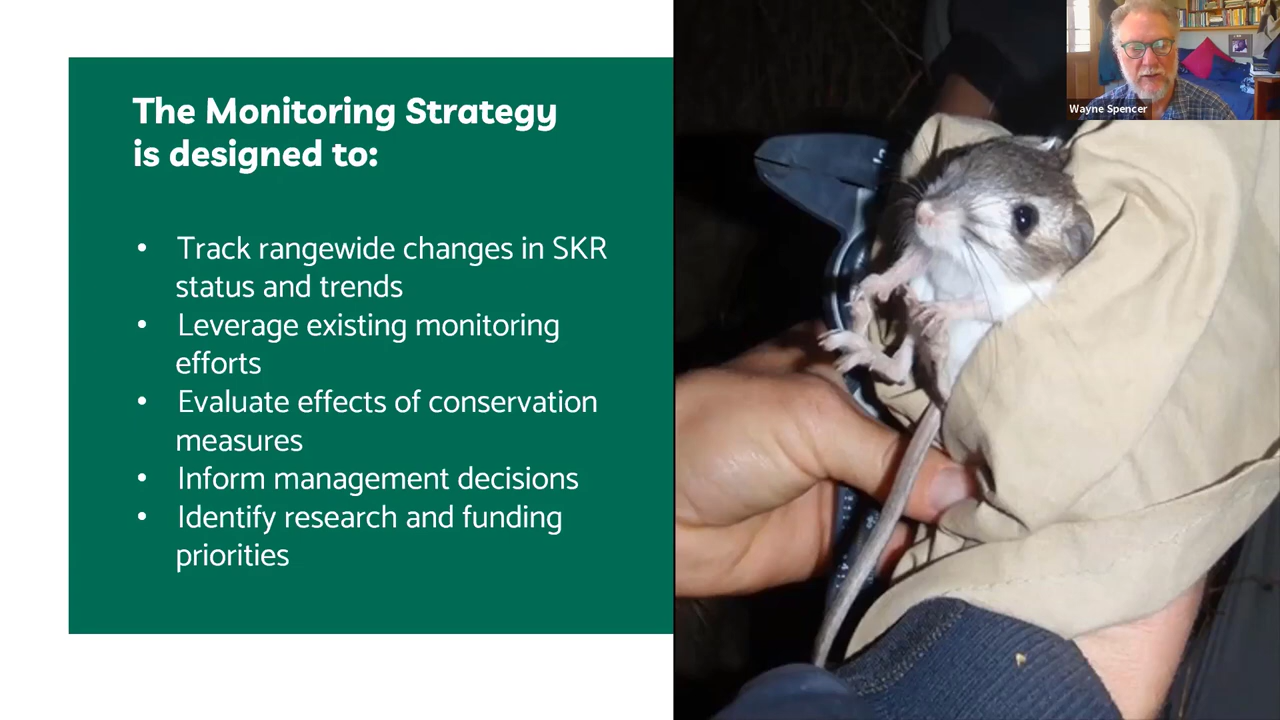 The Monitoring Strategy
is designed to:
• Track rangewide changes in SKR
status and trends
• Leverage existing monitoring
efforts
• Evaluate effects of conservation
measures
• Inform management decisions
• Identify research and funding
priorities
Wayne Spencer